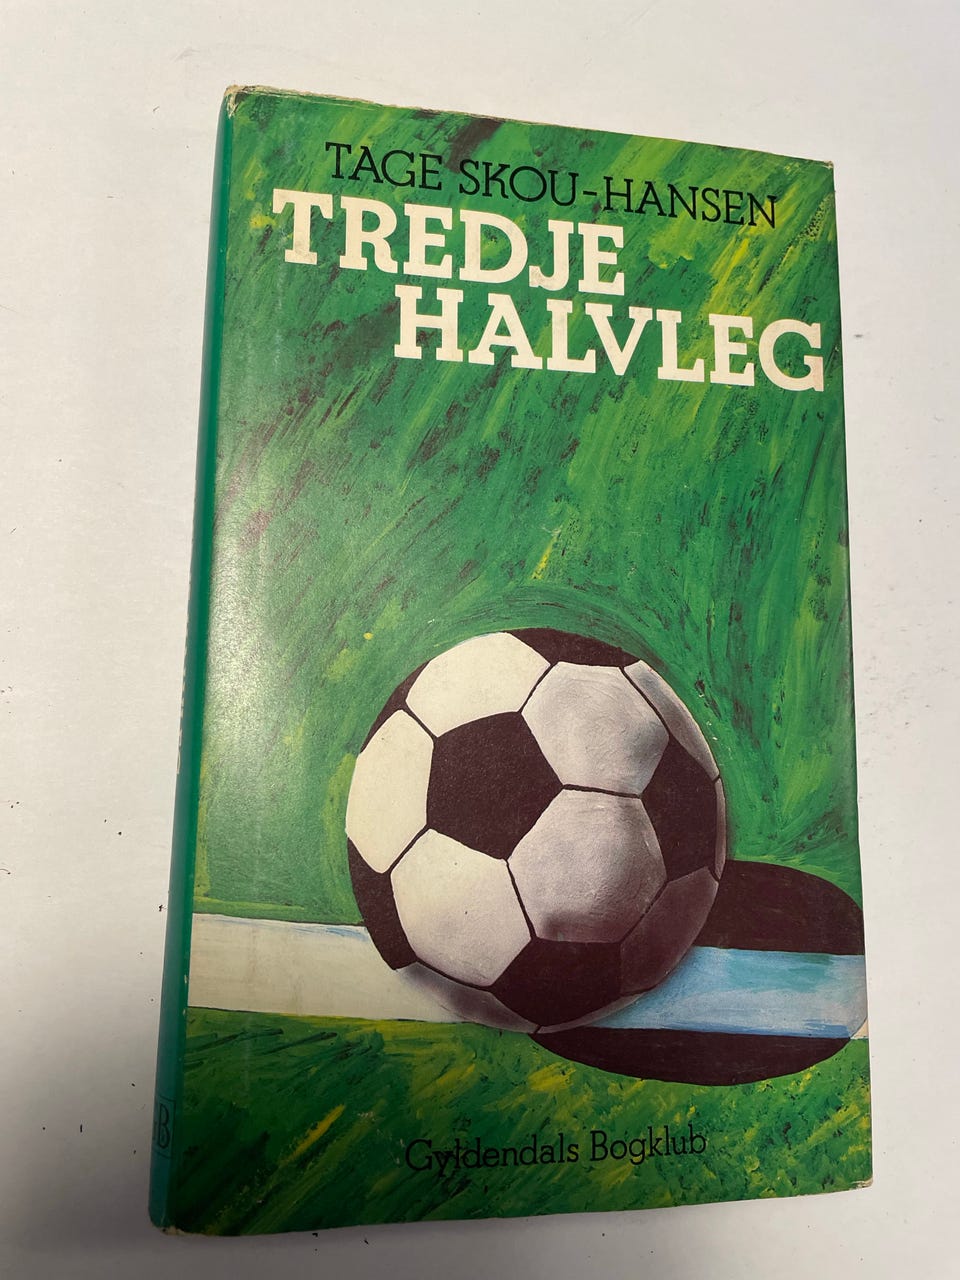 TAGE SKOU-HANSEN
TREDJE
HALVLEG
Gyldendals Bogklub